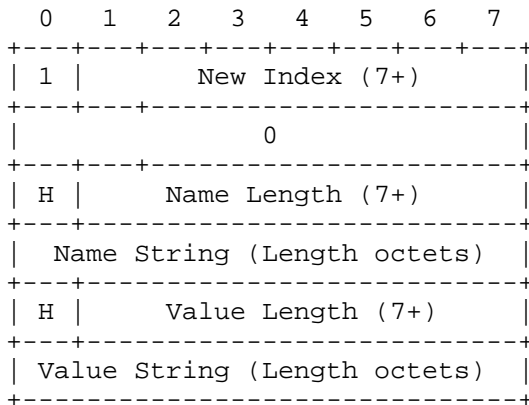 0 1 2 3 4 5 6 7
+---+---+---+---+---+---+---+---+
| 1 | New Index (7+) |
+---+---+-----------------------+
| 0 |
+---+---+-----------------------+
| H | Name Length (7+) |
+---+---------------------------+
| Name String (Length octets) |
+---+---------------------------+
| H | Value Length (7+) |
+---+---------------------------+
| Value String (Length octets) |
+-------------------------------+